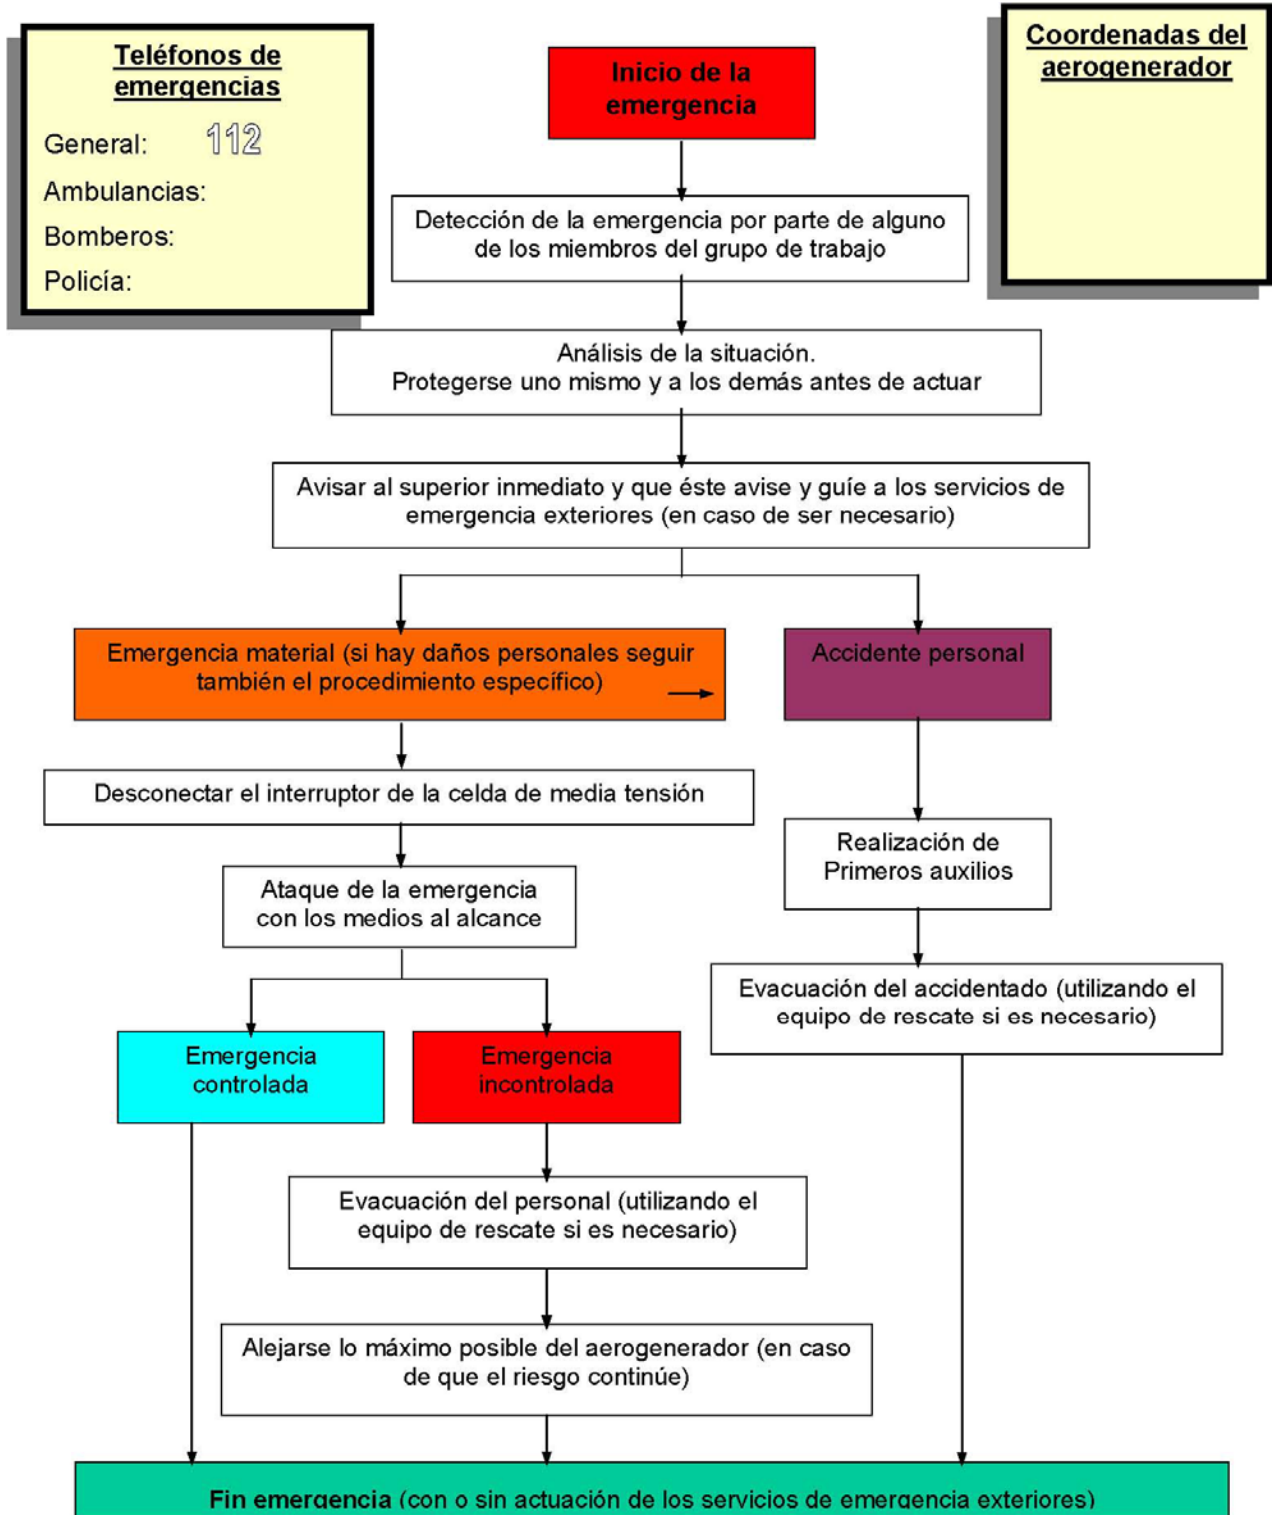 Teléfonos de
emergencias
General: 112
Ambulancias:
Bomberos:
Policía:
Inicio de la
emergencia
Coordenadas del
aerogenerador
Detección de la emergencia por parte de alguno
de los miembros del grupo de trabajo
Análisis de la situación.
Protegerse uno mismo y a los demás antes de actuar
Avisar al superior inmediato y que éste avise y guíe a los servicios de
emergencia exteriores (en caso de ser necesario)
Emergencia material (si hay daños personales seguir
también el procedimiento específico)
Accidente personal
Desconectar el interruptor de la celda de media tensión
Realización de
Primeros auxilios
Ataque de la emergencia
con los medios al alcance
Evacuación del accidentado (utilizando el
equipo de rescate si es necesario)
Emergencia
controlada
Emergencia
incontrolada
Evacuación del personal (utilizando el
equipo de rescate si es necesario)
Alejarse lo máximo posible del aerogenerador (en caso
de que el riesgo continúe)
Fin emergencia (con o sin actuación de los servicios de emergencia exteriores)